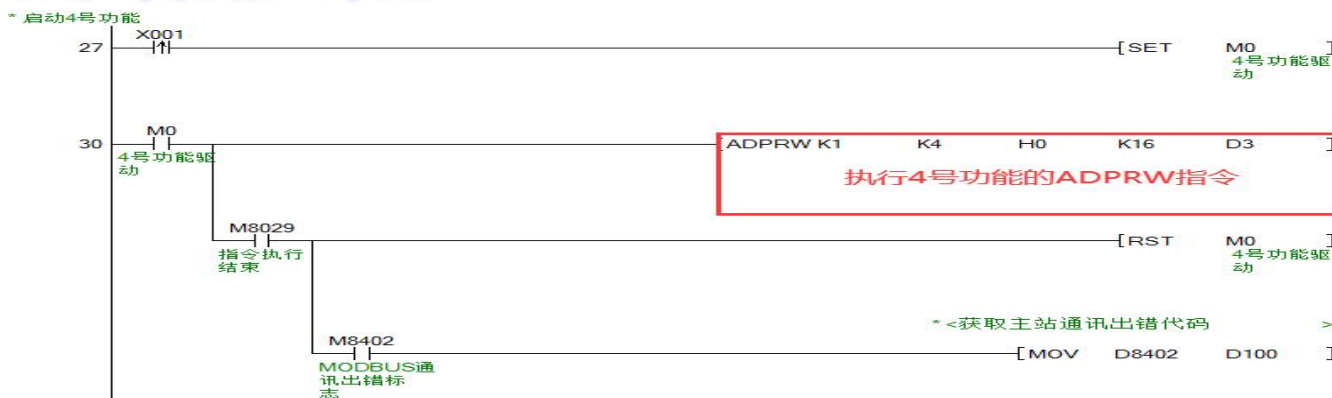 * 启动4号功能
X001
27 [SET M0 ]
4号功能驱
动
M0
30 [ADPRW K1 K4 H0 K16 D3 ]
4号功能驱
动
执行4号功能的ADPRW指令
M8029
[RST M0 ]
指令执行
结束
4号功能驱
动
*<获取主站通讯出错代码 >
M8402
[MOV D8402 D100 ]
MODBUS通
讯出错标
志